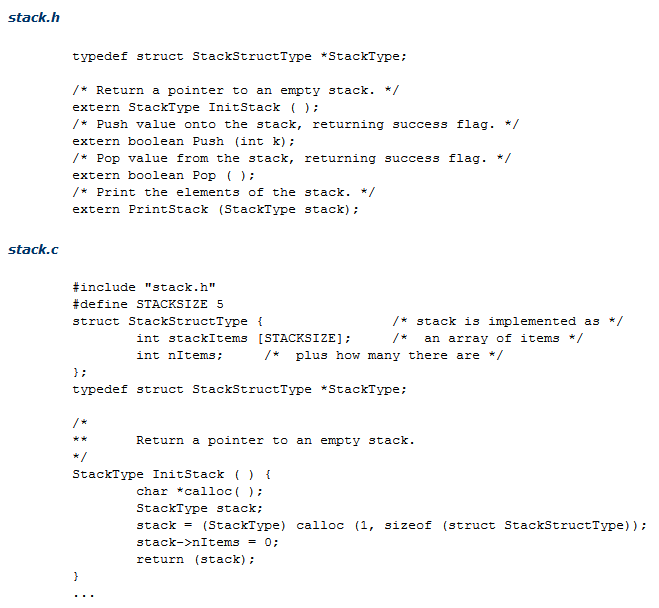 stack.h
typedef struct StackStructType *StackType;
/* Return a pointer to an empty stack. */
extern StackType InitStack ( );
/* Push value onto the stack, returning success flag. */
extern boolean Push (int k);
/* Pop value from the stack, returning success flag. */
extern boolean Pop ( );
/* Print the elements of the stack. */
extern PrintStack (StackType stack);
stack.c
#include "stack.h"
#define STACKSIZE 5
struct StackStructType {                /* stack is implemented as */
        int stackItems [STACKSIZE];     /*  an array of items */
        int nItems;     /*  plus how many there are */
};
typedef struct StackStructType *StackType;
/*
**      Return a pointer to an empty stack.
*/
StackType InitStack ( ) {
        char *calloc( );
        StackType stack;
        stack = (StackType) calloc (1, sizeof (struct StackStructType));
        stack->nItems = 0;
        return (stack);
}
...